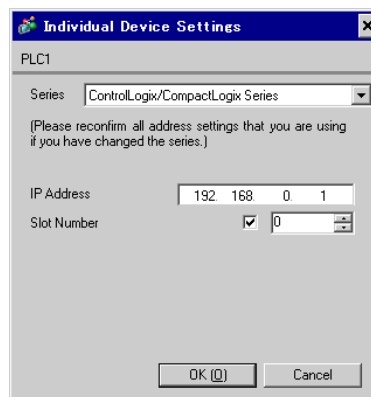 Individual Device Settings
PLC1
Series ControlLogix/CompactLogix Series
(Please reconfirm all address settings that you are using
if you have changed the series.)
IP Address 192. 168. 0. 1
Slot Number 0
OK (O) Cancel